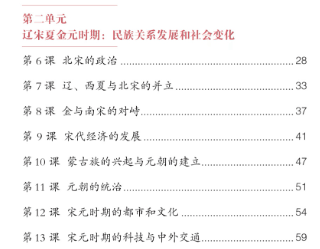 第二单元
辽宋夏金元时期：民族关系发展和社会变化
第 6 课 北宋的政治 28
第 7 课 辽、西夏与北宋的并立 33
第 8 课 金与南宋的对峙 37
第 9 课 宋代经济的发展 41
第 10 课 蒙古族的兴起与元朝的建立 47
第 11 课 元朝的统治 51
第 12 课 宋元时期的都市和文化 54
第 13 课 宋元时期的科技与中外交通 59